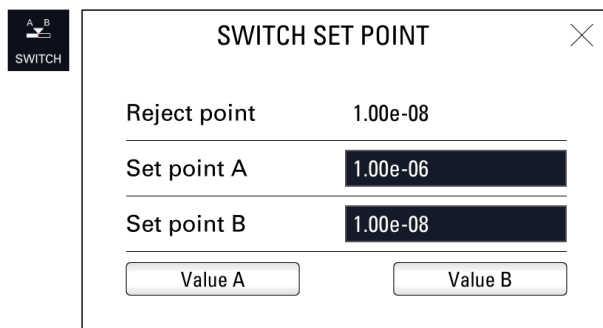 A B
SWITCH
SWITCH SET POINT
Reject point 1.00e-08
Set point A 1.00e-06
Set point B 1.00e-08
Value A Value B